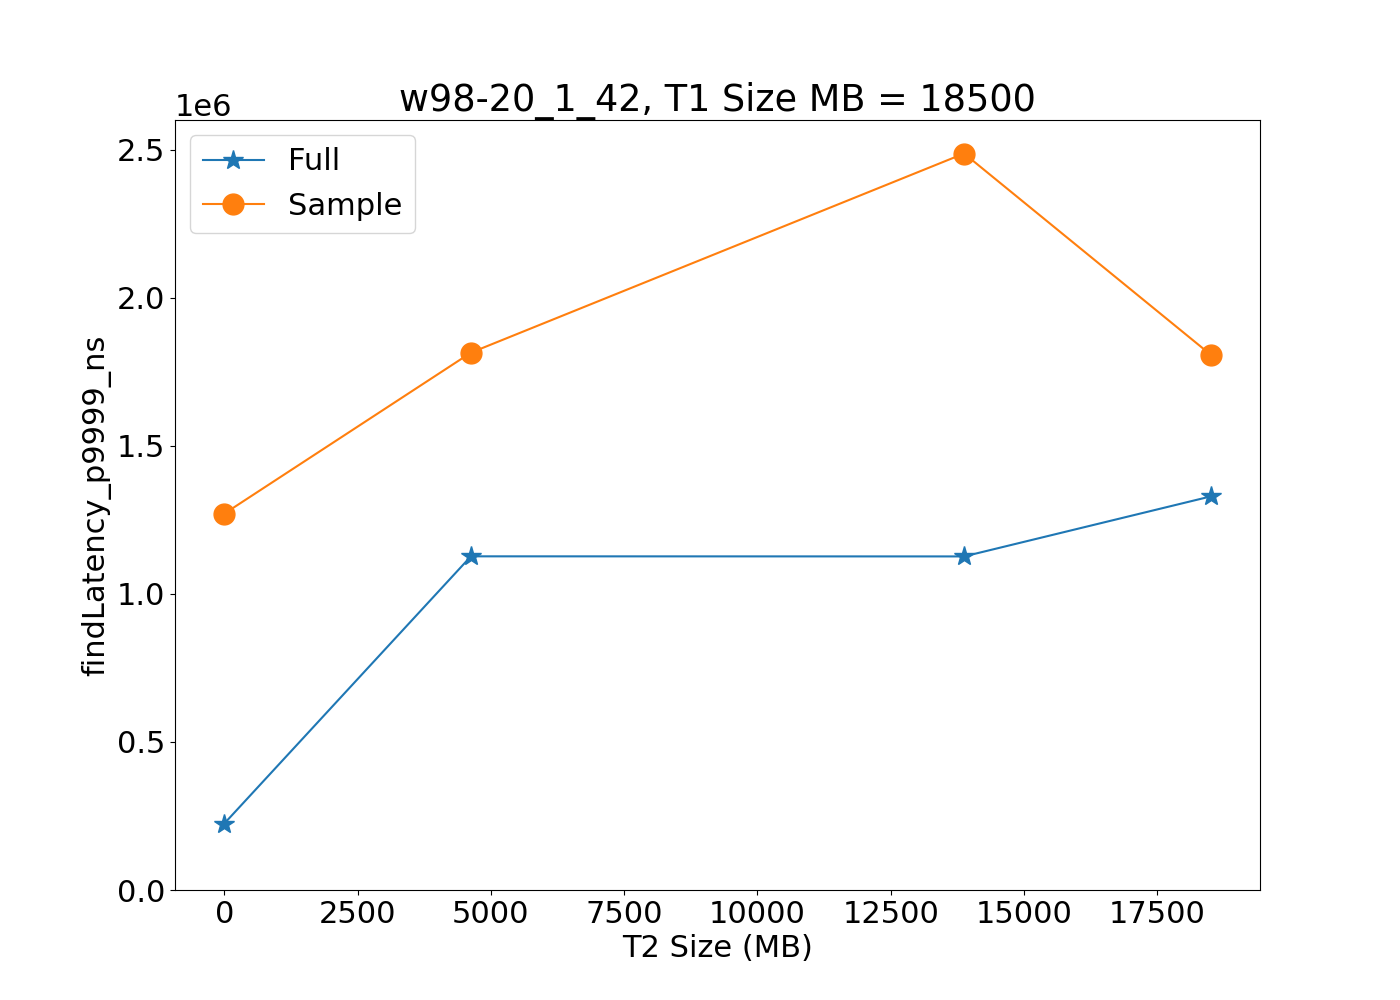 w98-20_1_42, T1 Size MB = 18500
1e6
Full
Sample
2.5
2.0
1.5
1.0
0.5
0.0
findLatency_p9999_ns
0 2500 5000 7500 10000 12500 15000 17500
T2 Size (MB)